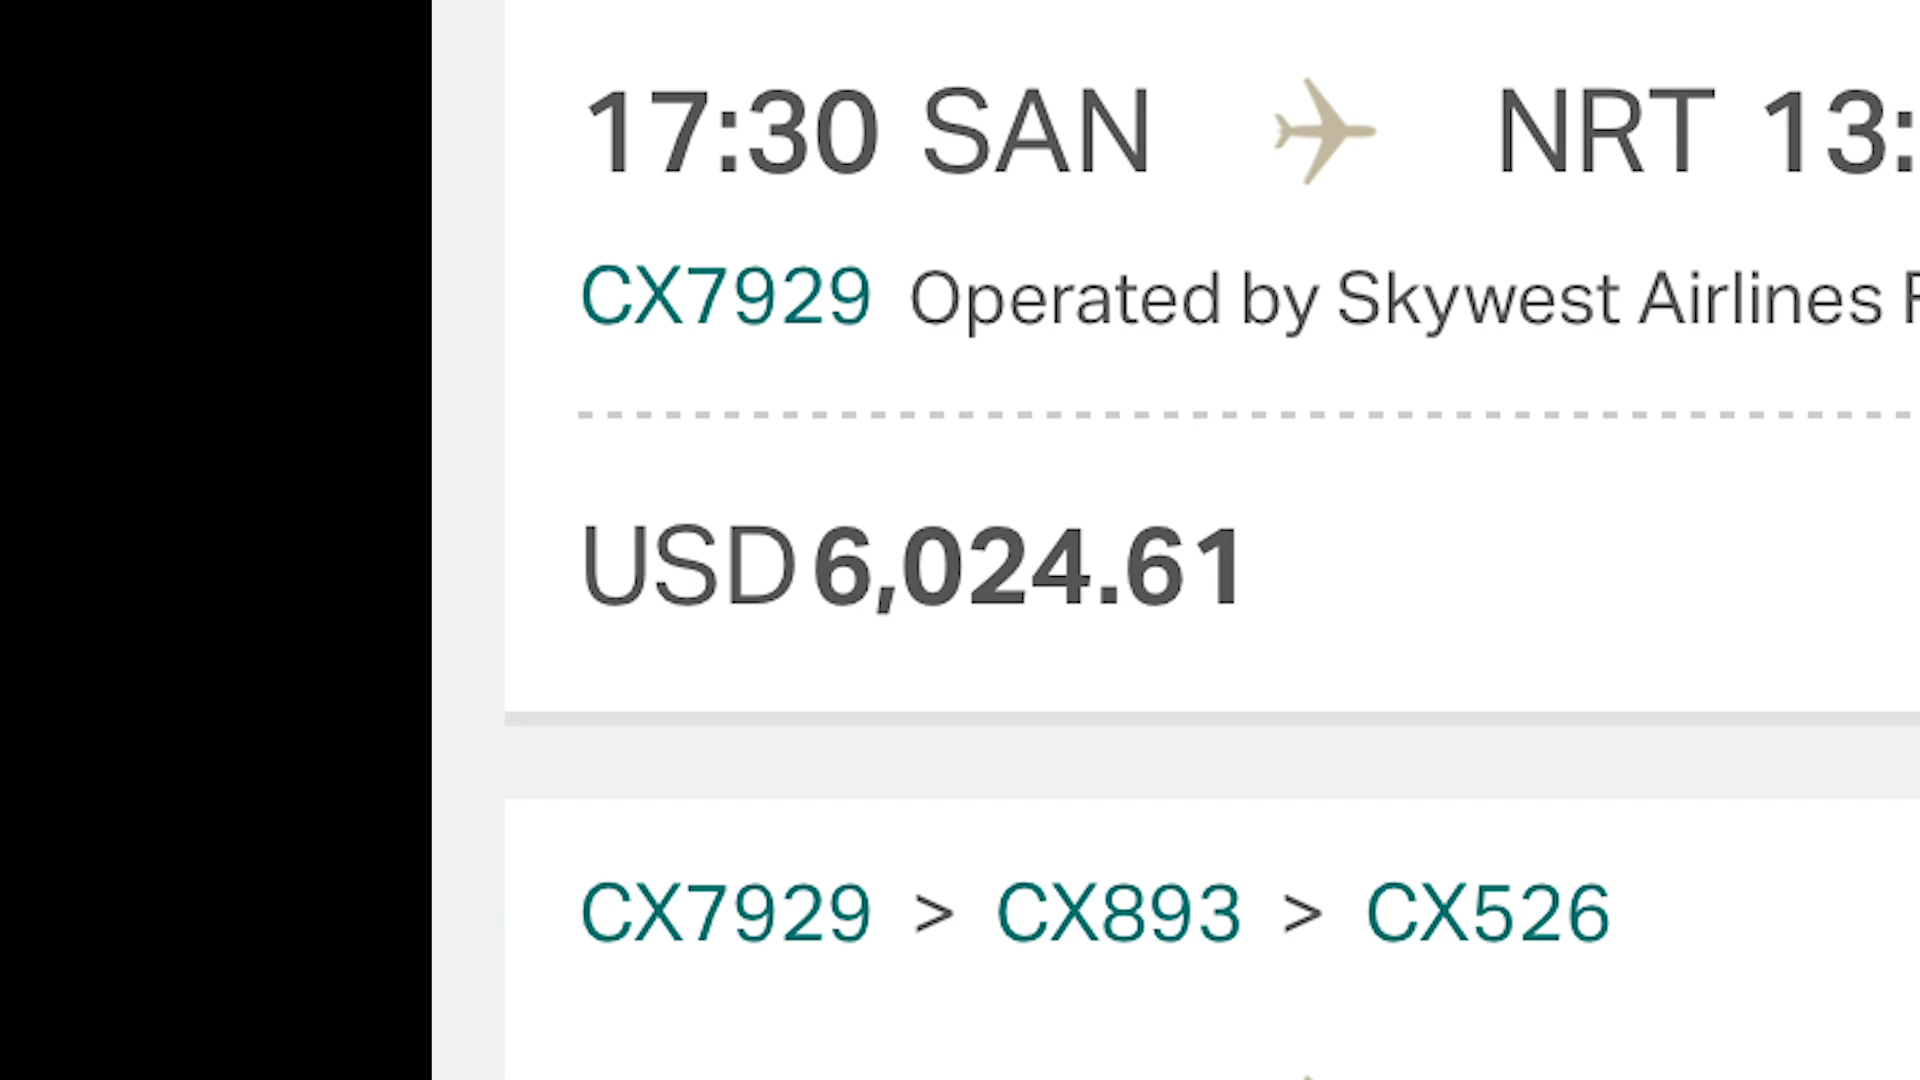 17:30 SAN NRT 13:
CX7929 Operated by Skywest Airlines
USD 6,024.61
CX7929 > CX893 > CX526